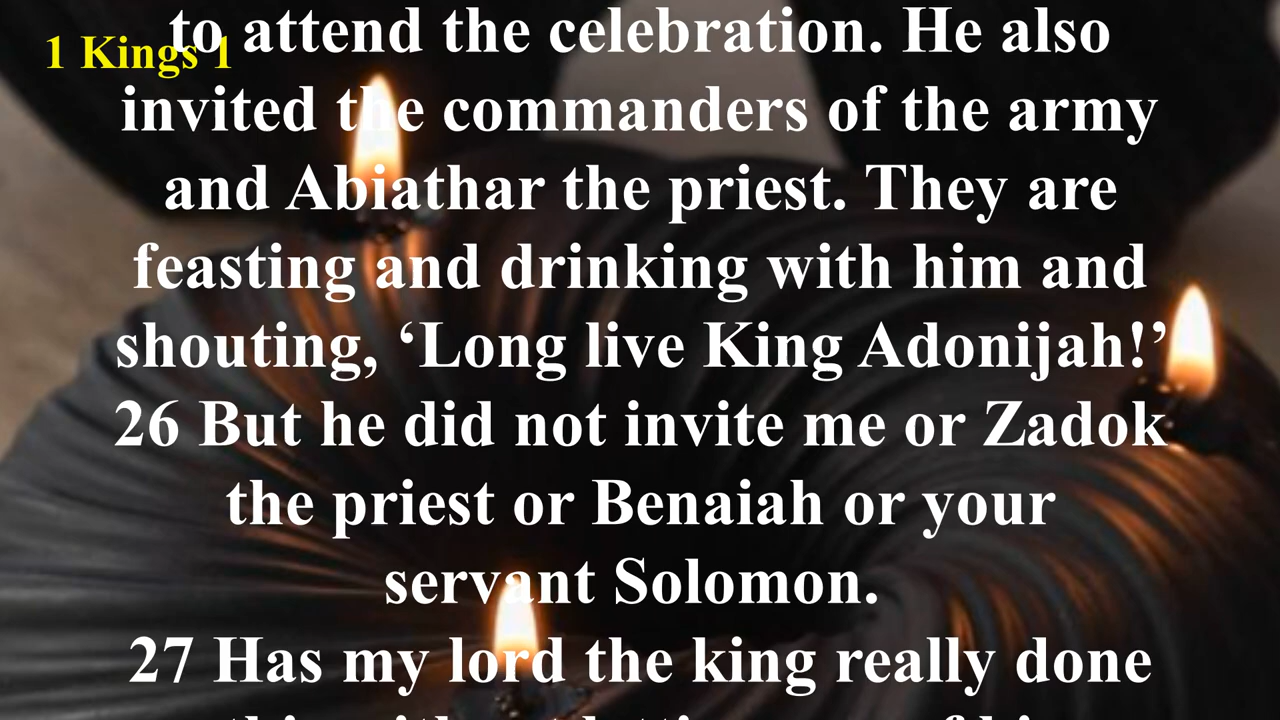 1 Kings 1
to attend the celebration. He also
invited the commanders of the army
and Abiathar the priest. They are
feasting and drinking with him and
shouting, ‘Long live King Adonijah!’
26 But he did not invite me or Zadok
the priest or Benaiah or your
servant Solomon.
27 Has my lord the king really done